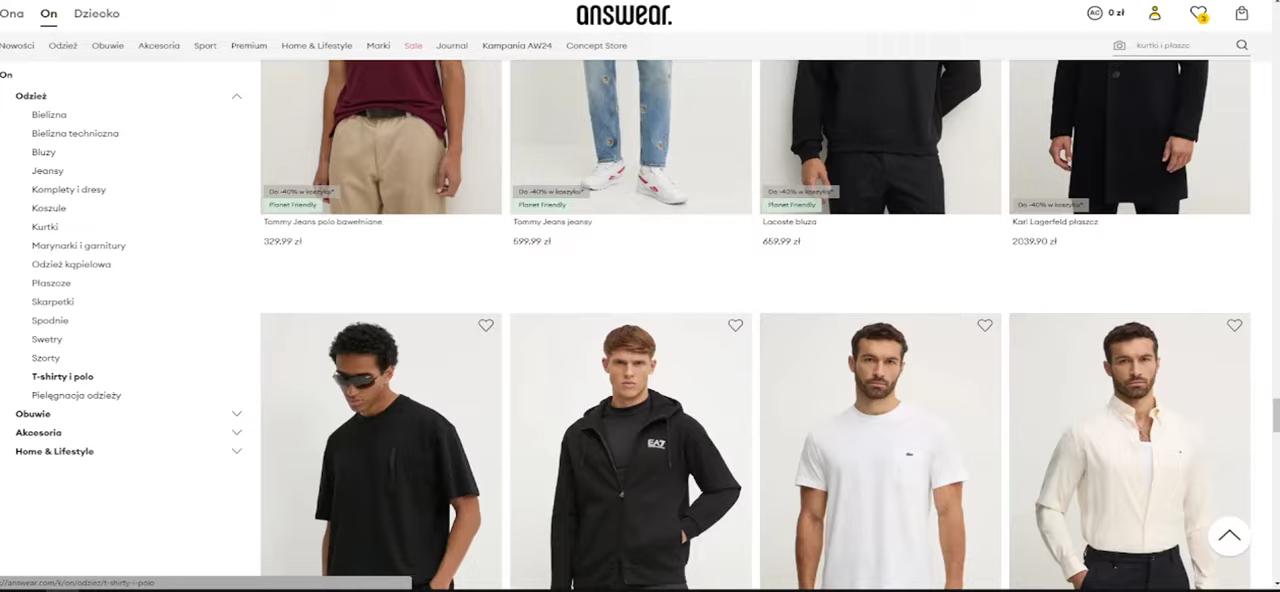 Ona On Dziecko
answear.
AC 0 zł
3
Nowości Odzież Obuwie Akcesoria Sport Premium Home & Lifestyle Marki Sale Journal Kampania AW24 Concept Store
kurtki i płaszc
On
Odzież
Bielizna
Bielizna techniczna
Bluzy
Jeansy
Komplety i dresy
Koszule
Kurtki
Marynarki i garnitury
Odzież kąpielowa
Płaszcze
Skarpetki
Spodnie
Swetry
Szorty
T-shirty i polo
Pielęgnacja odzieży
Obuwie
Akcesoria
Home & Lifestyle
Do -40% w koszyku*
Planet Friendly
Tommy Jeans polo bawełniane
329.99 zł
Do -40% w koszyku*
Planet Friendly
Tommy Jeans jeansy
599.99 zł
Do -40% w koszyku*
Planet Friendly
Lacoste bluza
659.99 zł
Do -40% w koszyku*
Karl Lagerfeld płaszcz
2039.90 zł
EA7
://answear.com/k/on/odziez/t-shirty-i-polo